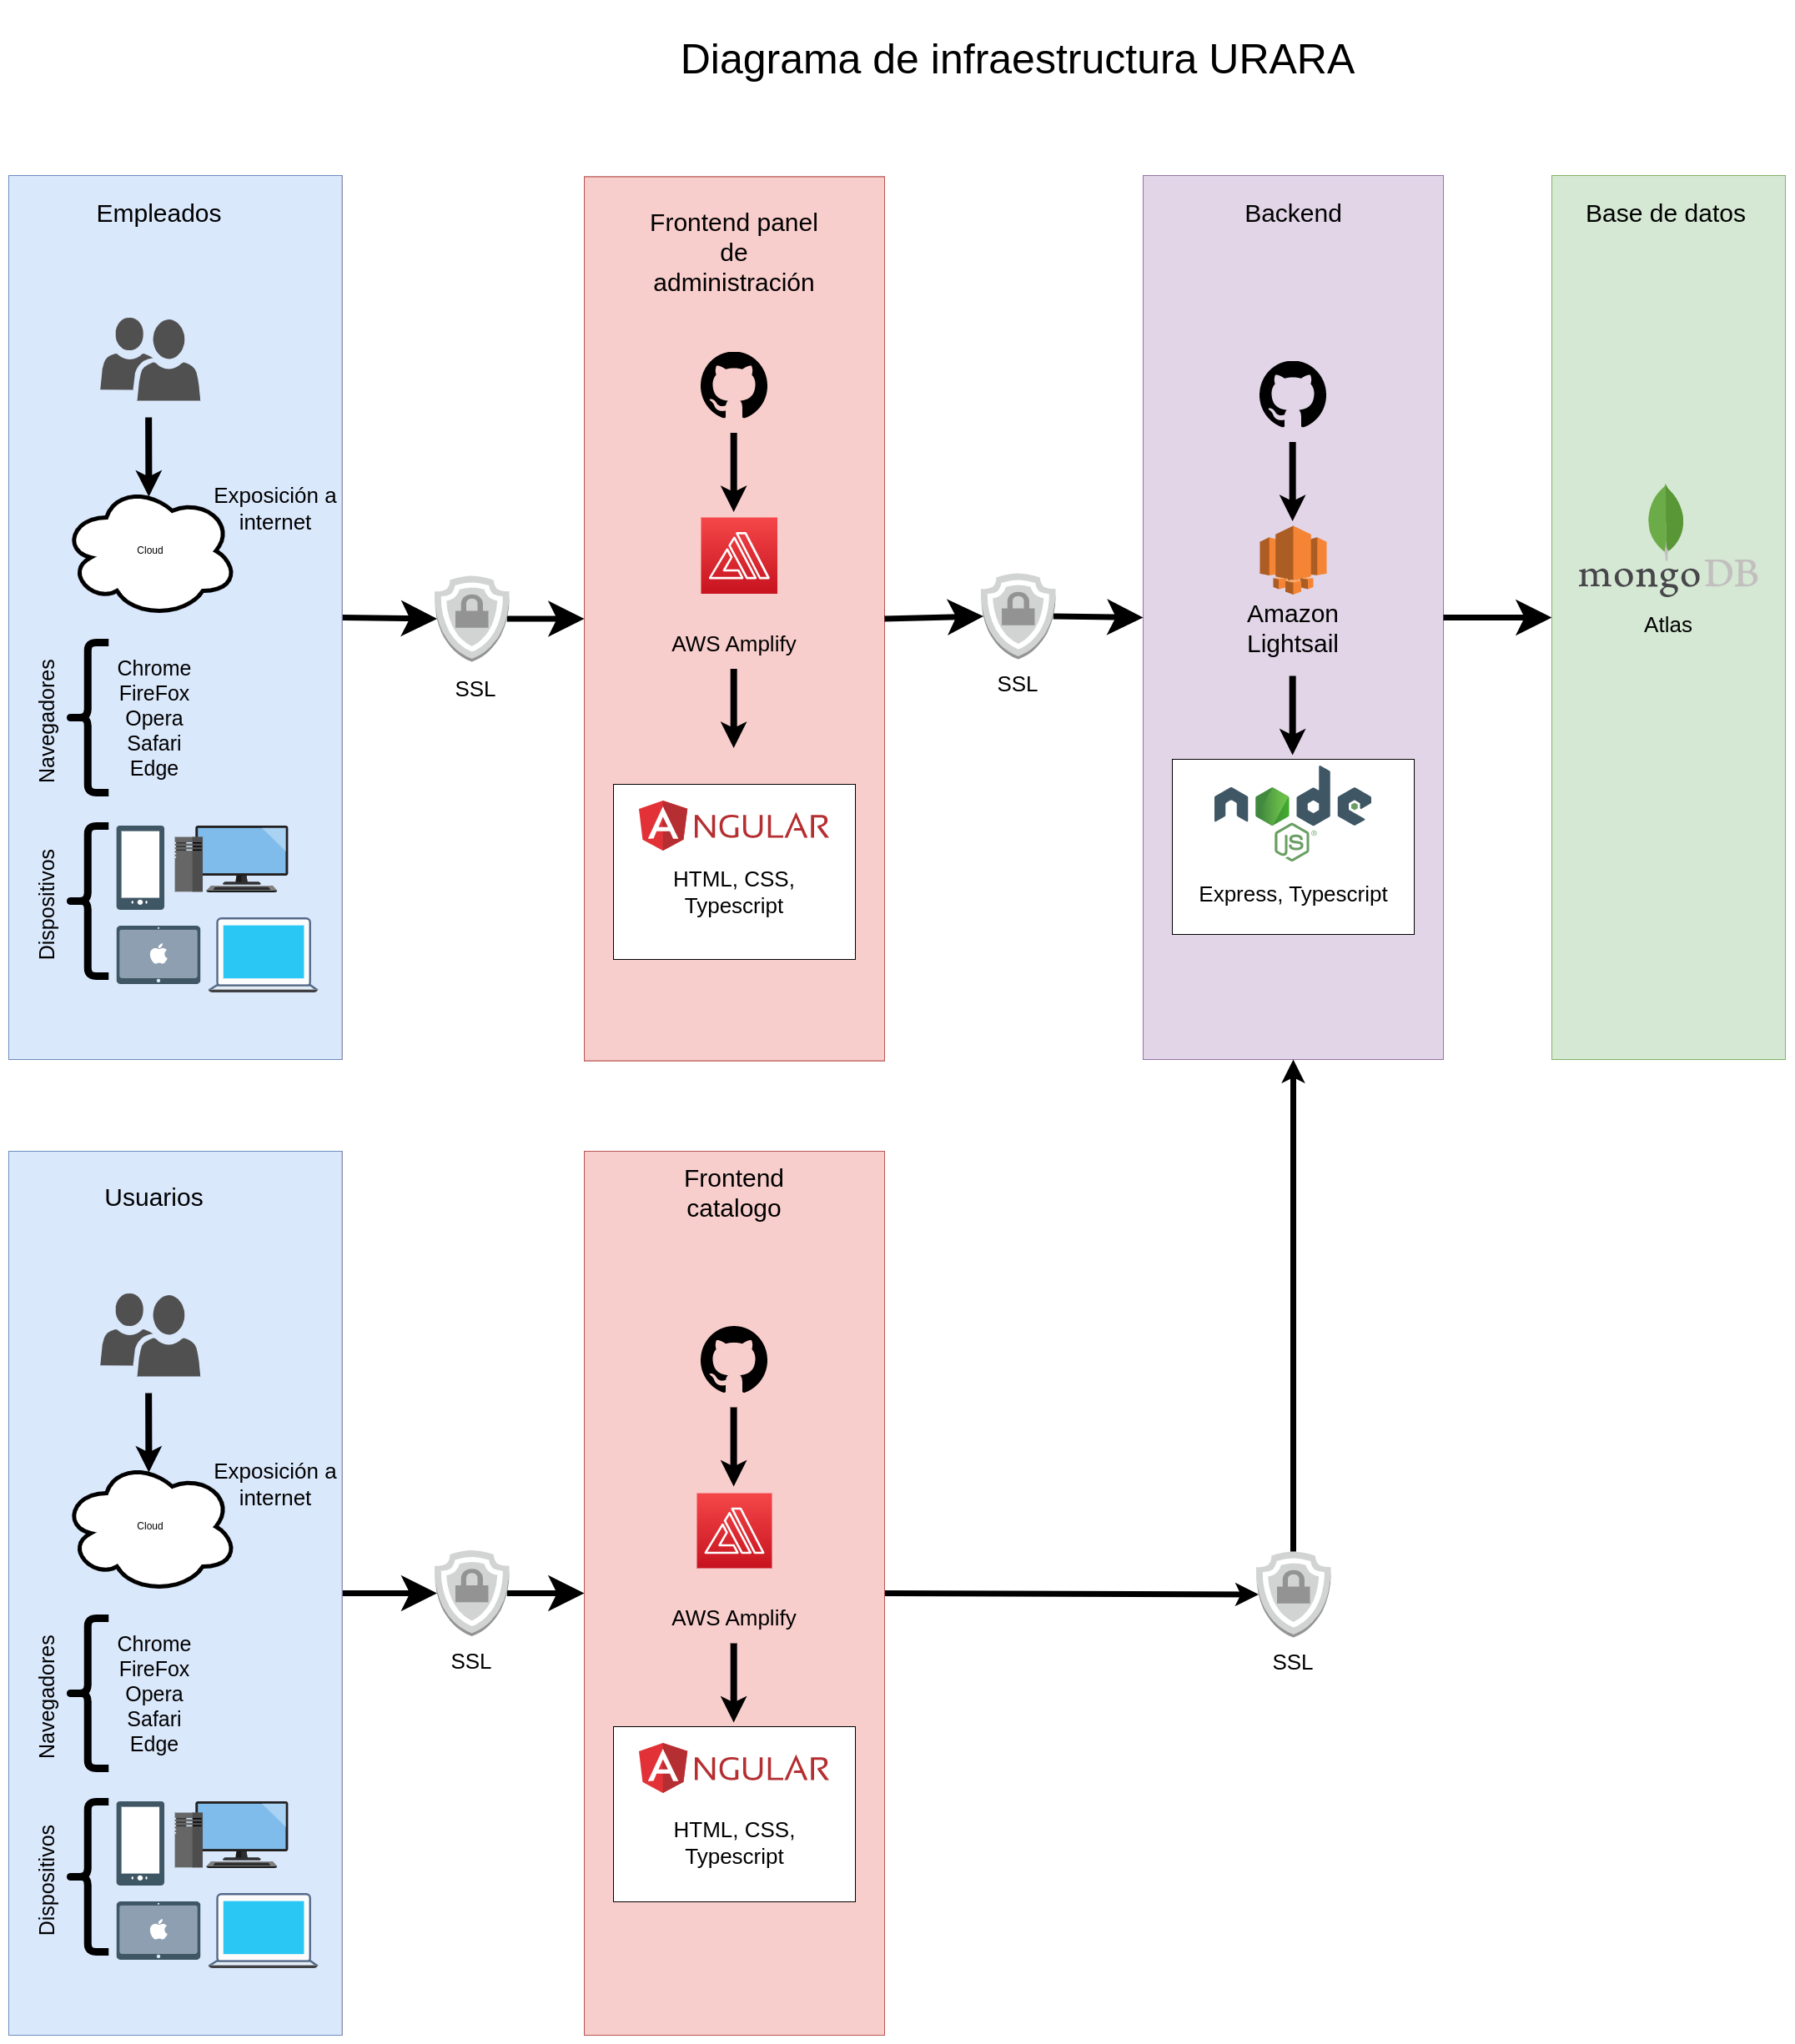 Diagrama de infraestructura URARA
Empleados
Exposición a
internet
Cloud
Navegadores
Chrome
FireFox
Opera
Safari
Edge
Dispositivos
SSL
Frontend panel
de
administración
AWS Amplify
ANGULAR
HTML, CSS,
Typescript
SSL
Backend
Amazon
Lightsail
node
JS
®
Express, Typescript
Base de datos
mongoDB
Atlas
Usuarios
Exposición a
internet
Cloud
Navegadores
Chrome
FireFox
Opera
Safari
Edge
Dispositivos
SSL
Frontend
catalogo
AWS Amplify
ANGULAR
HTML, CSS,
Typescript
SSL